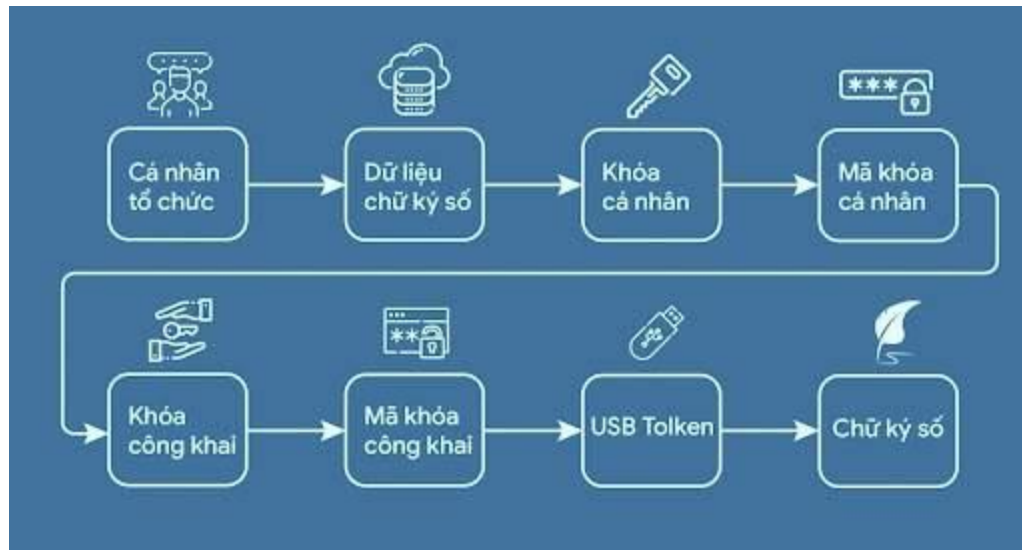 Cá nhân
tổ chức
Dữ liệu
chữ ký số
Khóa
cá nhân
***
Mã khóa
cá nhân
Khóa
công khai
**
Mã khóa
công khai
USB Tolken
Chữ ký số